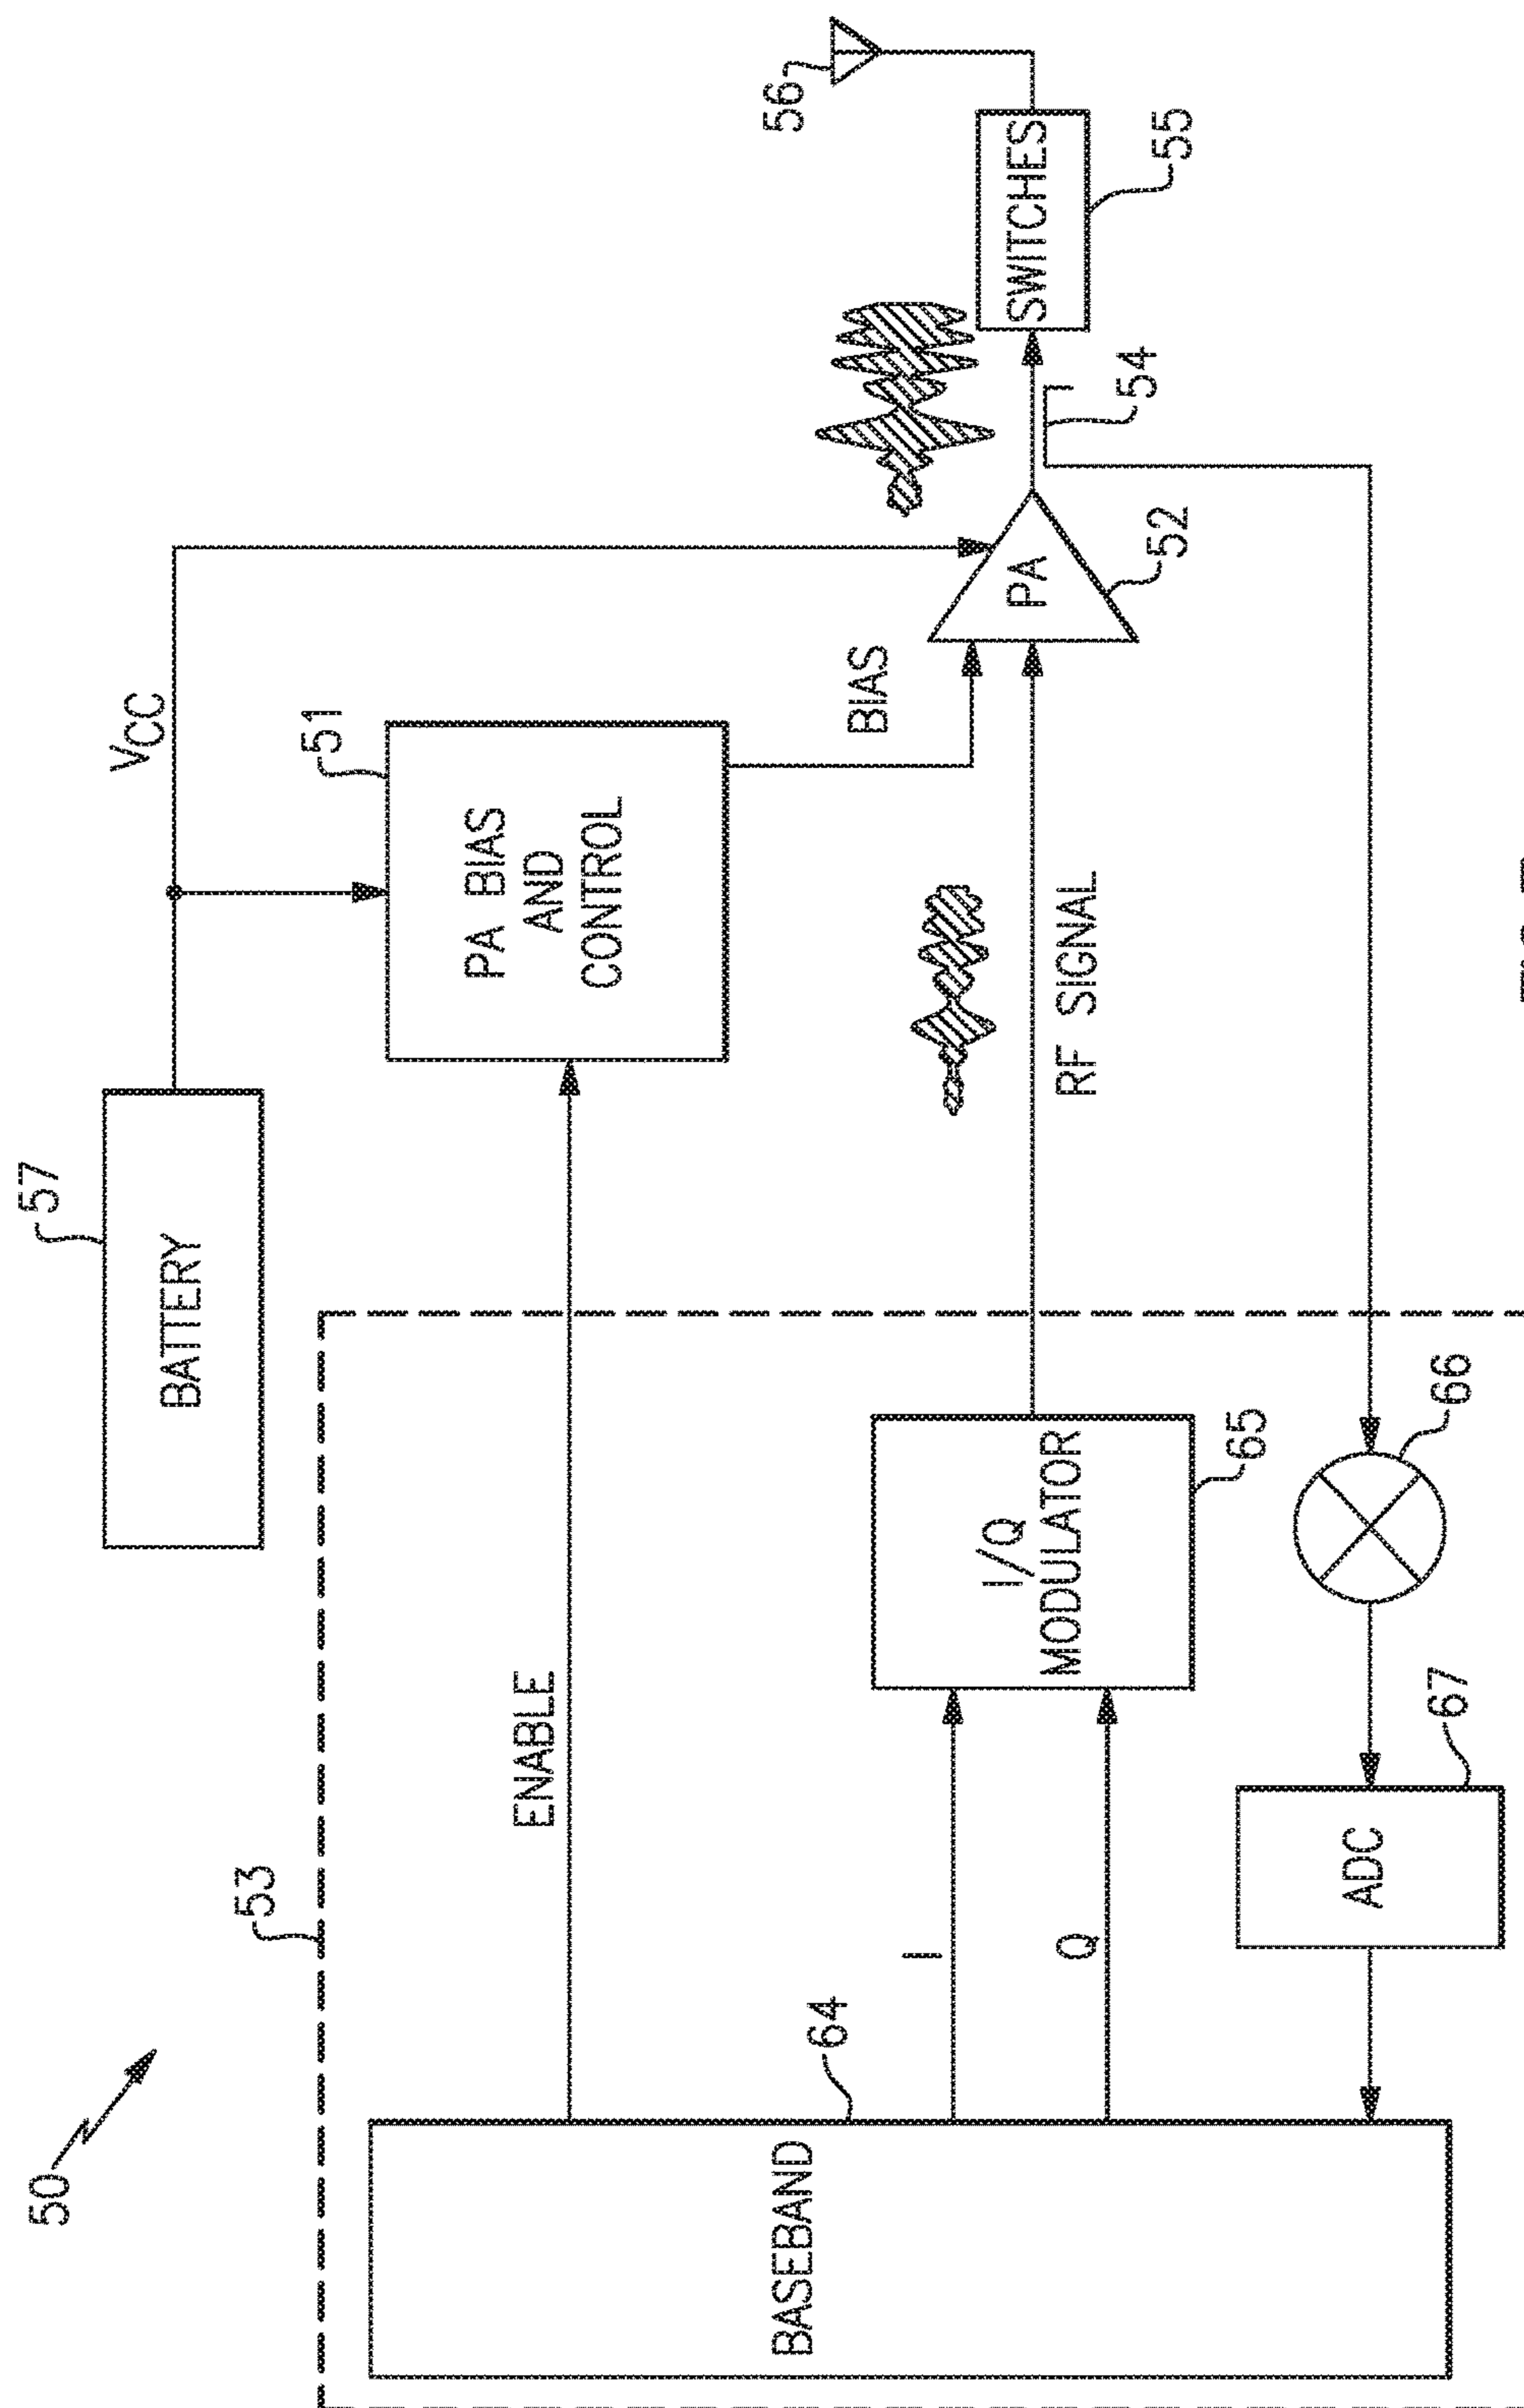 50
57
BATTERY
VCC
51
PA BIAS
AND
CONTROL
56
SWITCHES
55
54
BIAS
PA
52
53
ENABLE
RF SIGNAL
64
BASEBAND
I
Q
I/Q
MODULATOR
65
66
67
ADC